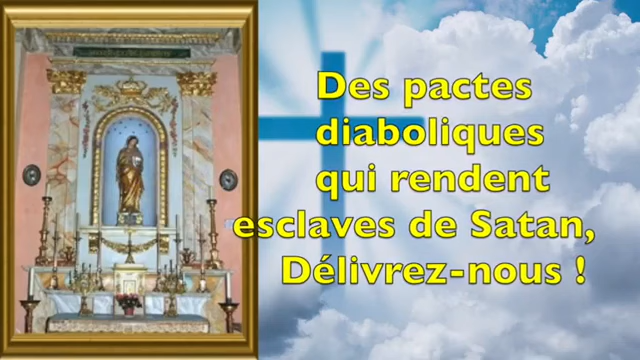 Des pactes
diaboliques
qui rendent
esclaves de Satan,
Délivrez-nous !